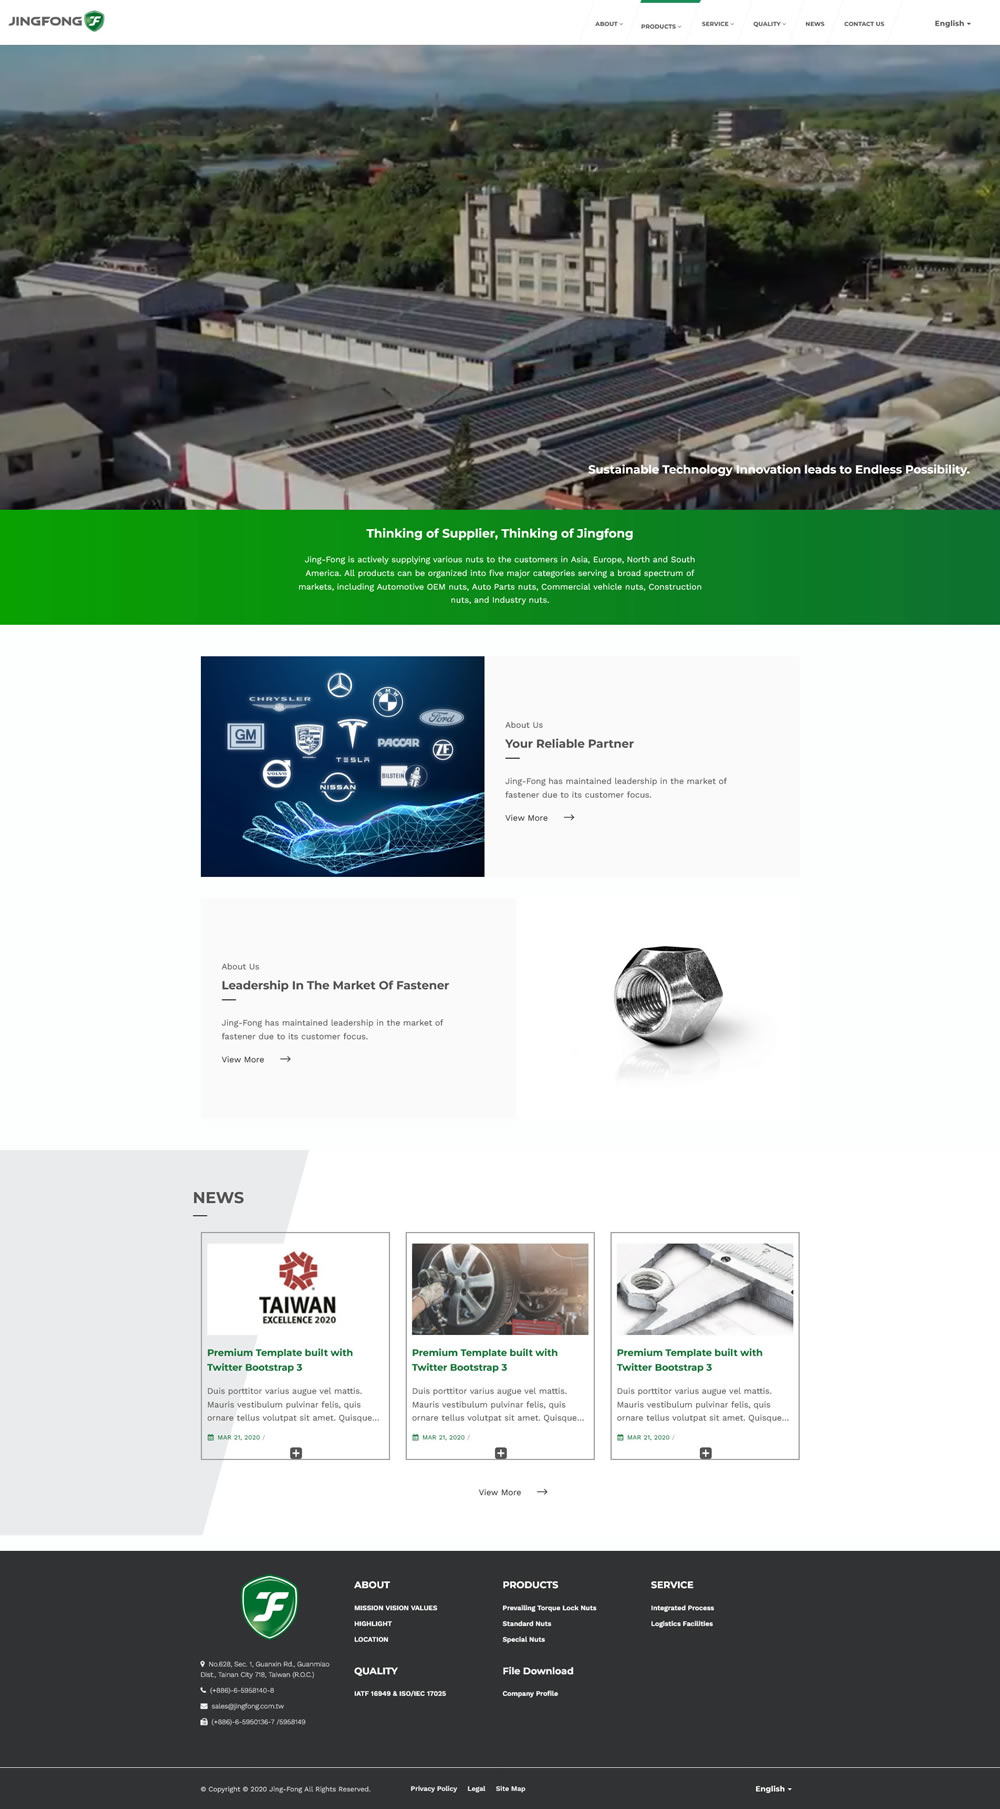 JINGFONG
ABOUT
PRODUCTS
SERVICE
QUALITY
NEWS
CONTACT US
English
Sustainable Technology Innovation leads to Endless Possibility.
Thinking of Supplier, Thinking of Jingfong
Jing-Fong is actively supplying various nuts to the customers in Asia, Europe, North and South
America. All products can be organized into five major categories serving a broad spectrum of
markets, including Automotive OEM nuts, Auto Parts nuts, Commercial vehicle nuts, Construction
nuts, and Industry nuts.
CHRYSLER
BMW
Ford
GM
TESLA
PACCAR
ZF
VOLVO
NISSAN
BILSTEIN
About Us
Your Reliable Partner
Jing-Fong has maintained leadership in the market of
fastener due to its customer focus.
View More
About Us
Leadership In The Market Of Fastener
Jing-Fong has maintained leadership in the market of
fastener due to its customer focus.
View More
NEWS
TAIWAN
EXCELLENCE 2020
Premium Template built with
Twitter Bootstrap 3
Duis porttitor varius augue vel mattis.
Mauris vestibulum pulvinar felis, quis
ornare tellus volutpat sit amet. Quisque...
MAR 21, 2020 /
Premium Template built with
Twitter Bootstrap 3
Duis porttitor varius augue vel mattis.
Mauris vestibulum pulvinar felis, quis
ornare tellus volutpat sit amet. Quisque...
MAR 21, 2020 /
Premium Template built with
Twitter Bootstrap 3
Duis porttitor varius augue vel mattis.
Mauris vestibulum pulvinar felis, quis
ornare tellus volutpat sit amet. Quisque...
MAR 21, 2020 /
View More
No.628, Sec. 1, Guanxin Rd., Guanmiao
Dist., Tainan City 718, Taiwan (R.O.C.)
(+886)-6-5958140-8
sales@jingfong.com.tw
(+886)-6-5950136-7 /5958149
ABOUT
MISSION VISION VALUES
HIGHLIGHT
LOCATION
PRODUCTS
Prevailing Torque Lock Nuts
Standard Nuts
Special Nuts
SERVICE
Integrated Process
Logistics Facilities
QUALITY
IATF 16949 & ISO/IEC 17025
File Download
Company Profile
© Copyright © 2020 Jing-Fong All Rights Reserved.
Privacy Policy
Legal
Site Map
English